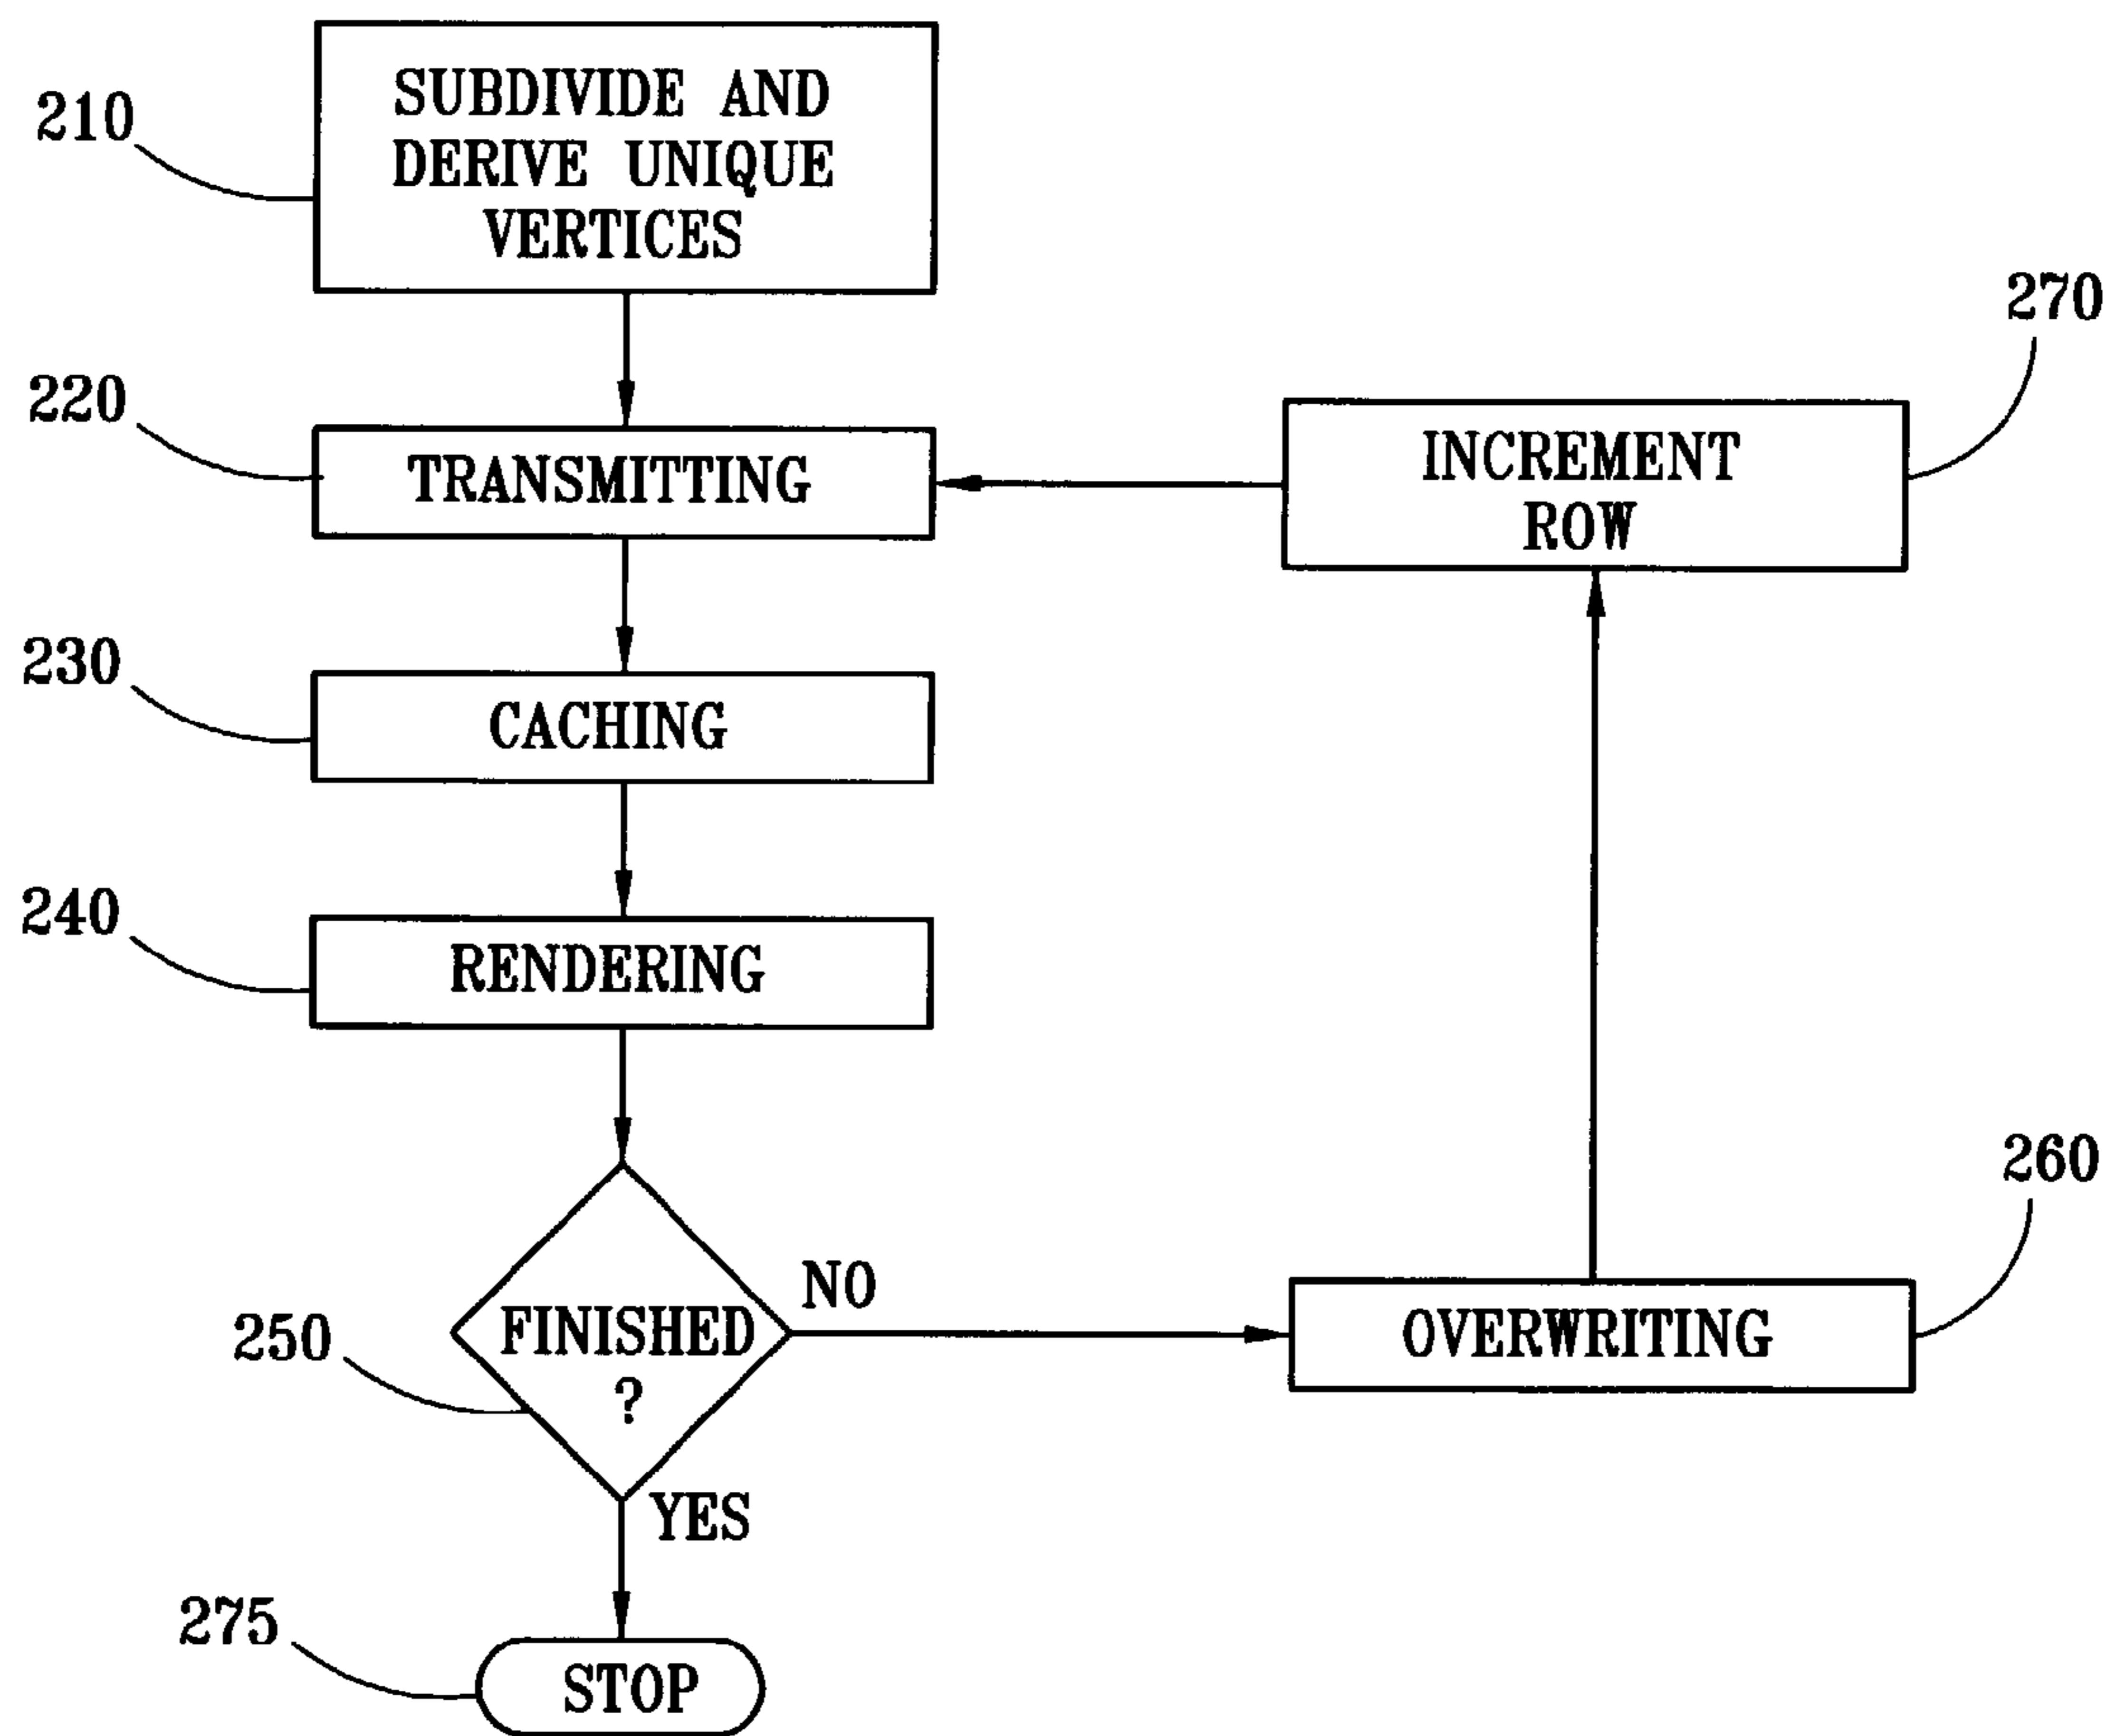 210
SUBDIVIDE AND
DERIVE UNIQUE
VERTICES
220
TRANSMITTING
270
INCREMENT
ROW
230
CACHING
240
RENDERING
250
FINISHED
?
NO
260
OVERWRITING
YES
275
STOP